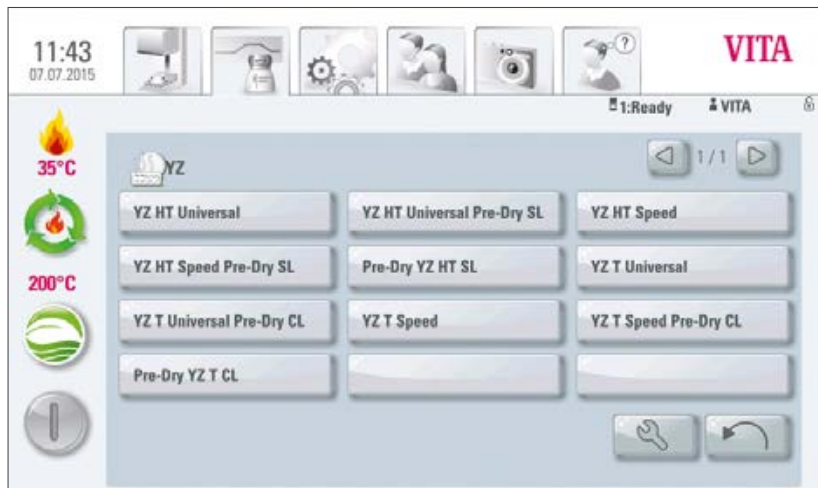 11:43
07.07.2015
VITA
1:Ready
VITA
35°C
YZ
1/1
YZ HT Universal
YZ HT Universal Pre-Dry SL
YZ HT Speed
YZ HT Speed Pre-Dry SL
Pre-Dry YZ HT SL
YZ T Universal
200°C
YZ T Universal Pre-Dry CL
YZ T Speed
YZ T Speed Pre-Dry CL
Pre-Dry YZ T CL